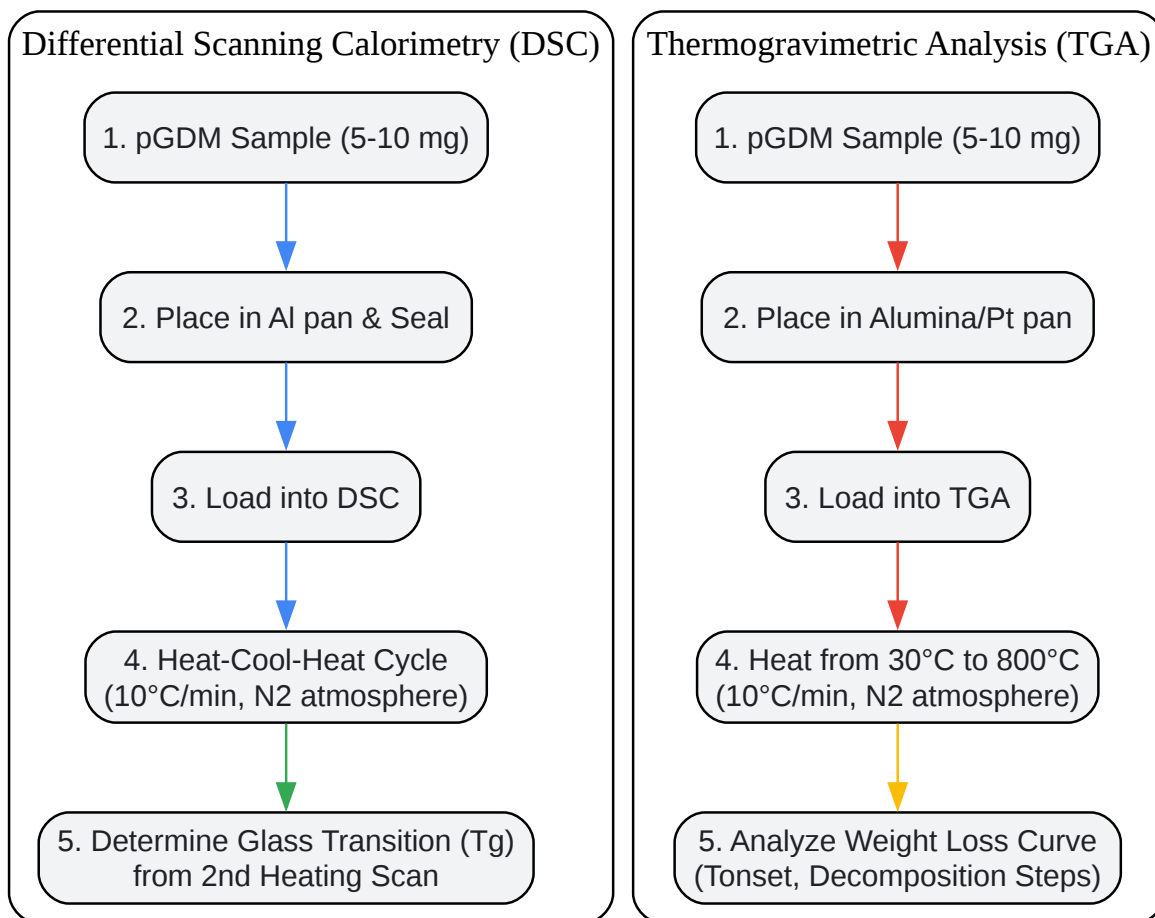 Differential Scanning Calorimetry (DSC)
1. pGDM Sample (5-10 mg)
2. Place in Al pan & Seal
3. Load into DSC
4. Heat-Cool-Heat Cycle
(10°C/min, N2 atmosphere)
5. Determine Glass Transition (Tg)
from 2nd Heating Scan
Thermogravimetric Analysis (TGA)
1. pGDM Sample (5-10 mg)
2. Place in Alumina/Pt pan
3. Load into TGA
4. Heat from 30°C to 800°C
(10°C/min, N2 atmosphere)
5. Analyze Weight Loss Curve
(Tonset, Decomposition Steps)